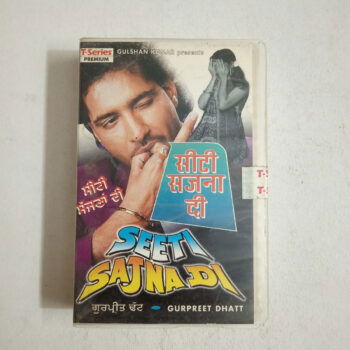 T-Series
PREMIUM
GULSHAN KUMAR presents
सीटी
सजना
दी
ਸੀਟੀ
ਸੱਜਣਾਂ ਦੀ
T-S
T-S
SEETI
SAJNA DI
ਗੁਰਪ੍ਰੀਤ ਢੱਟ - GURPREET DHATT